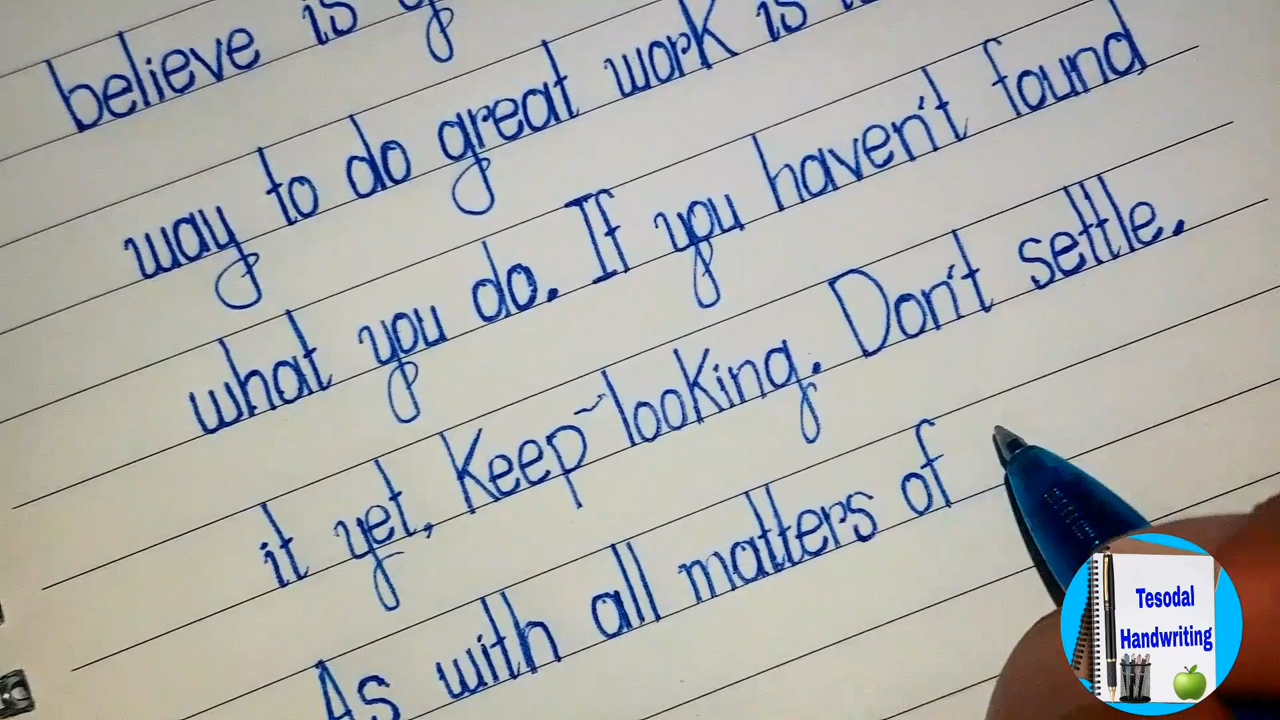 believe is g
way to do great work is
what you do. If you haven't found
it yet, Keep looking. Don't settle.
As with all matters of
Tesodal
Handwriting